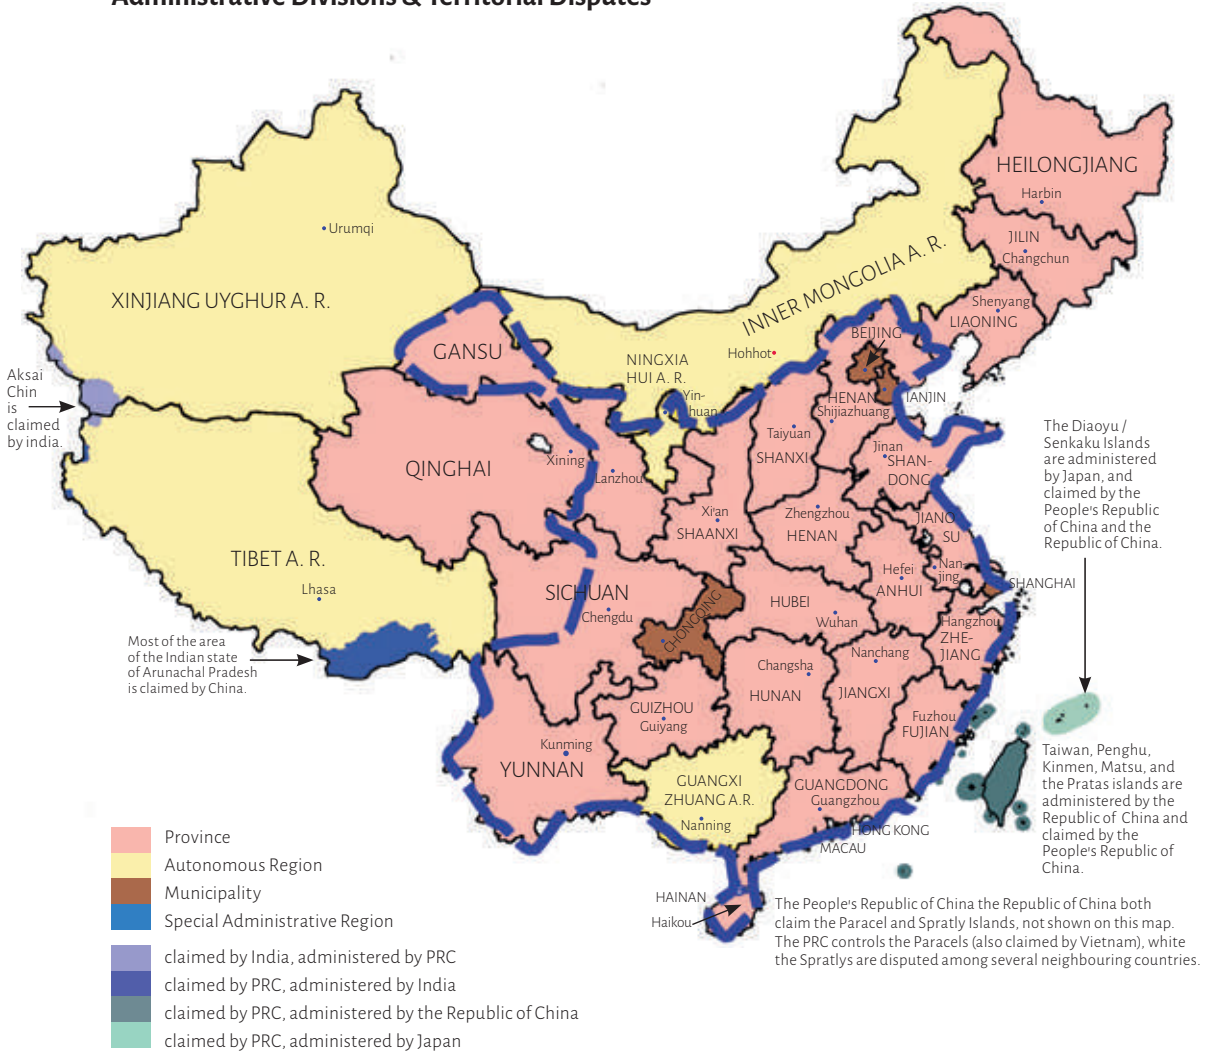 Administrative Divisions & Territorial Disputes
HEILONGJIANG
Harbin
JILIN
Changchun
Shenyang
LIAONING
Urumqi
XINJIANG UYGHUR A. R.
INNER MONGOLIA A. R.
Hohhot
BEIJING
GANSU
NINGXIA
HUI A. R.
Yin-
chuan
HENAN
Shijiazhuang
TIANJIN
Aksai
Chin
is
claimed
by india.
Taiyuan
SHANXI
Jinan
SHAN-
DONG
QINGHAI
Xining
Lanzhou
The Diaoyu /
Senkaku Islands
are administered
by Japan, and
claimed by the
People's Republic
of China and the
Republic of China.
Xi'an
SHAANXI
Zhengzhou
HENAN
JIANG
SU
Nan-
jing
Hefei
ANHUI
SHANGHAI
TIBET A. R.
Lhasa
SICHUAN
Chengdu
CHONGQING
HUBEI
Wuhan
Hangzhou
ZHE-
JIANG
Most of the area
of the Indian state
of Arunachal Pradesh
is claimed by China.
Changsha
HUNAN
Nanchang
JIANGXI
GUIZHOU
Guiyang
Fuzhou
FUJIAN
Kunming
YUNNAN
GUANGXI
ZHUANG A.R.
Nanning
GUANGDONG
Guangzhou
HONG KONG
MACAU
Taiwan, Penghu,
Kinmen, Matsu, and
the Pratas islands are
administered by the
Republic of China and
claimed by the
People's Republic of
China.
HAINAN
Haikou
The People's Republic of China the Republic of China both
claim the Paracel and Spratly Islands, not shown on this map.
The PRC controls the Paracels (also claimed by Vietnam), white
the Spratlys are disputed among several neighbouring countries.
Province
Autonomous Region
Municipality
Special Administrative Region
claimed by India, administered by PRC
claimed by PRC, administered by India
claimed by PRC, administered by the Republic of China
claimed by PRC, administered by Japan